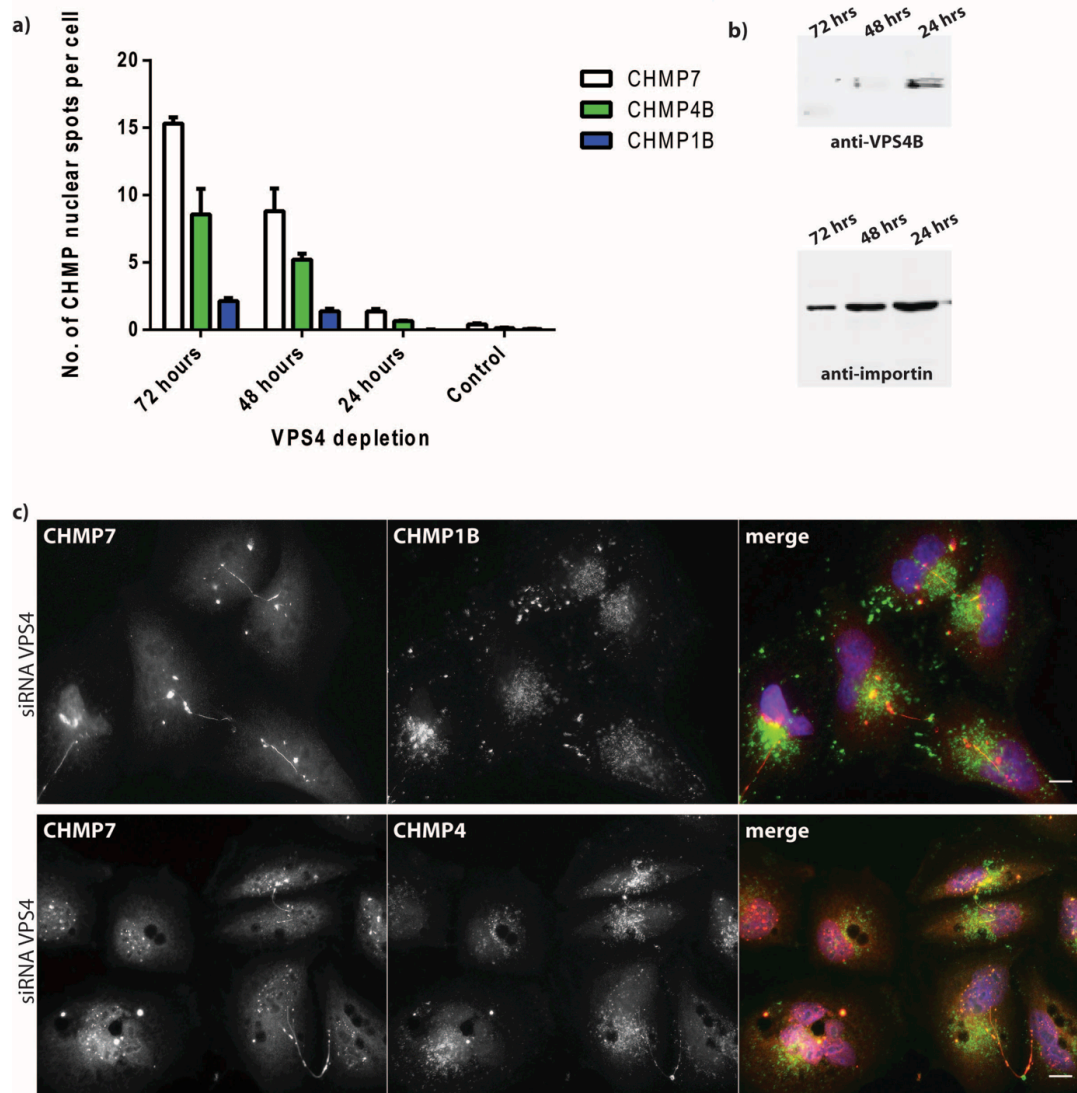 a)
No. of CHMP nuclear spots per cell
20
15
10
5
0
72 hours
48 hours
24 hours
Control
VPS4 depletion
CHMP7
CHMP4B
CHMP1B
b)
72 hrs 48 hrs 24 hrs
anti-VPS4B
72 hrs 48 hrs 24 hrs
anti-importin
c)
siRNA VPS4
CHMP7
CHMP1B
merge
siRNA VPS4
CHMP7
CHMP4
merge